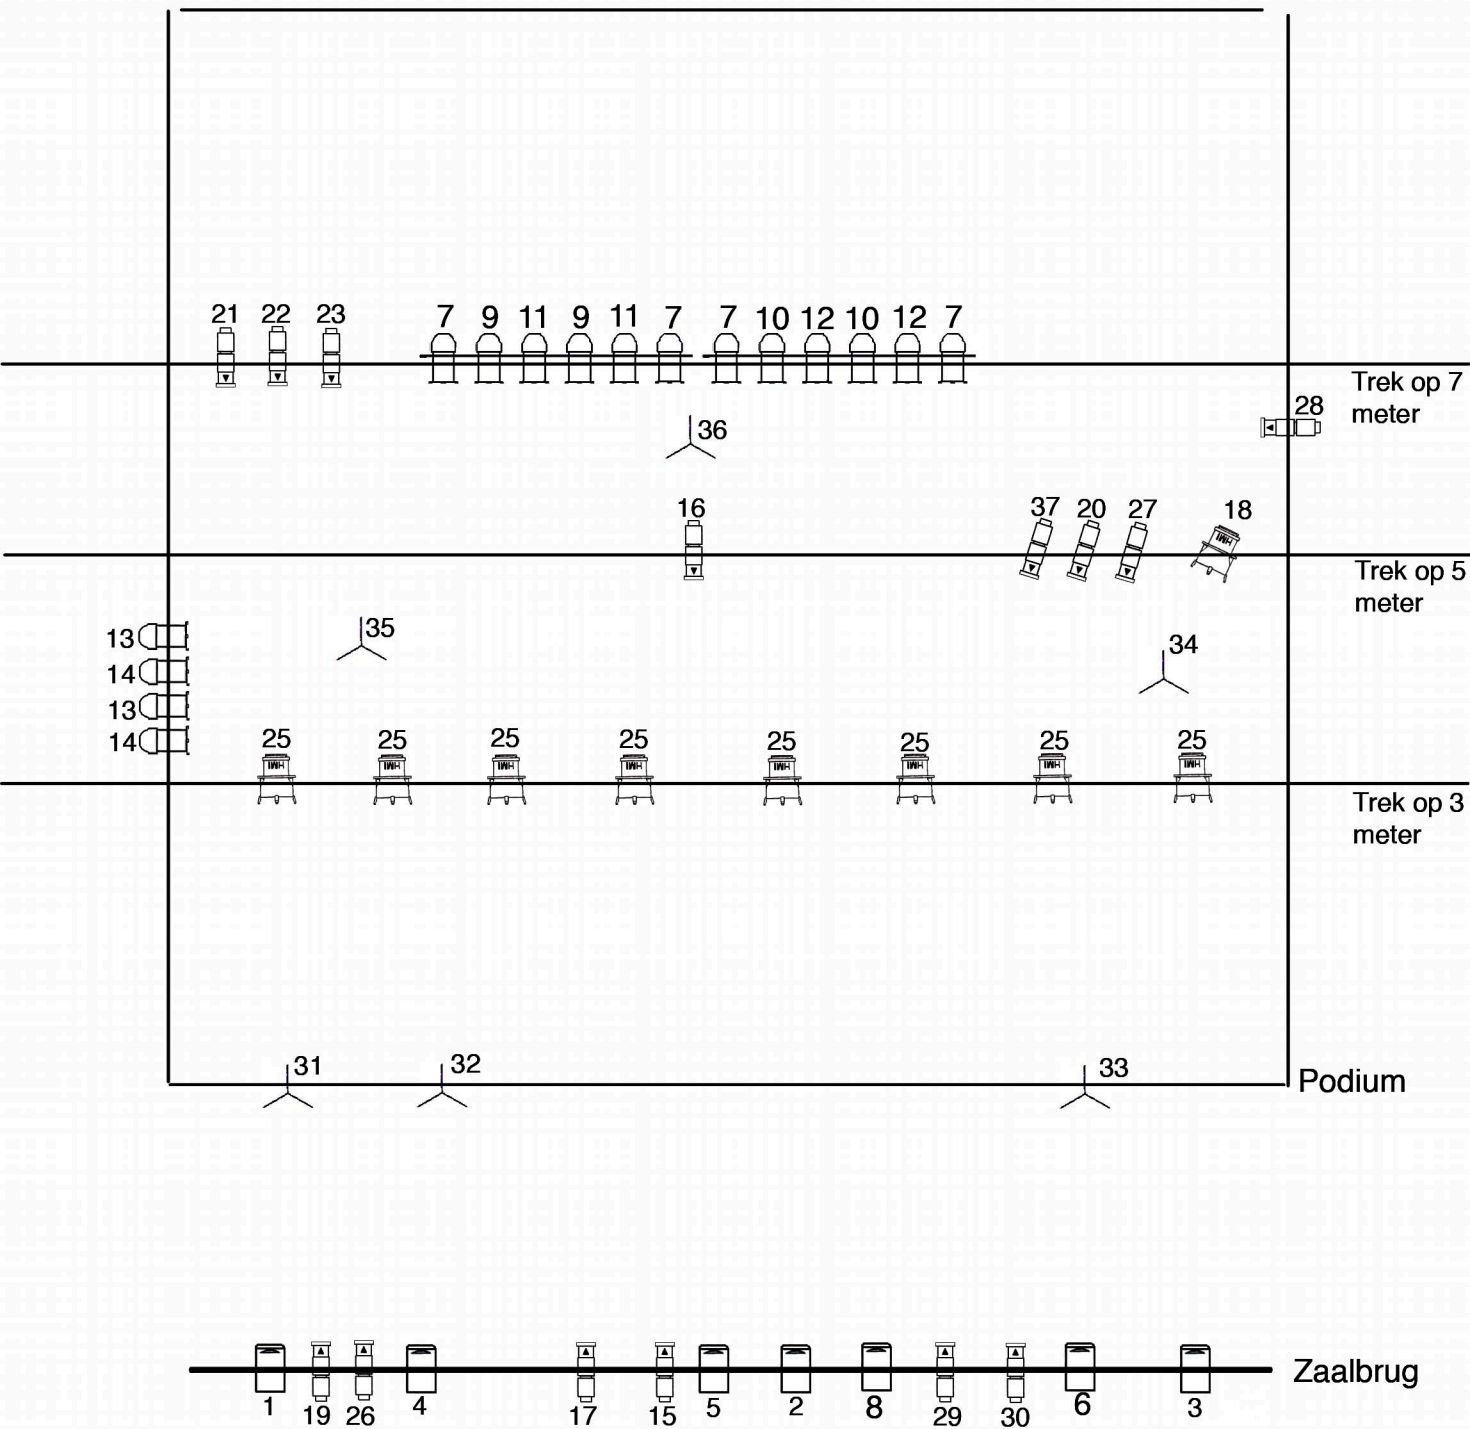 21 22 23 7 9 11 9 11 7 7 10 12 10 12 7
Trek op 7
meter
28
36
16 37 20 27 18
HMI
Trek op 5
meter
13
35
34
14
13
14
25 25 25 25 25 25 25 25
HMI HMI HMI HMI HMI HMI HMI HMI
Trek op 3
meter
31 32 33
Podium
Zaalbrug
1 19 26 4 17 15 5 2 8 29 30 6 3